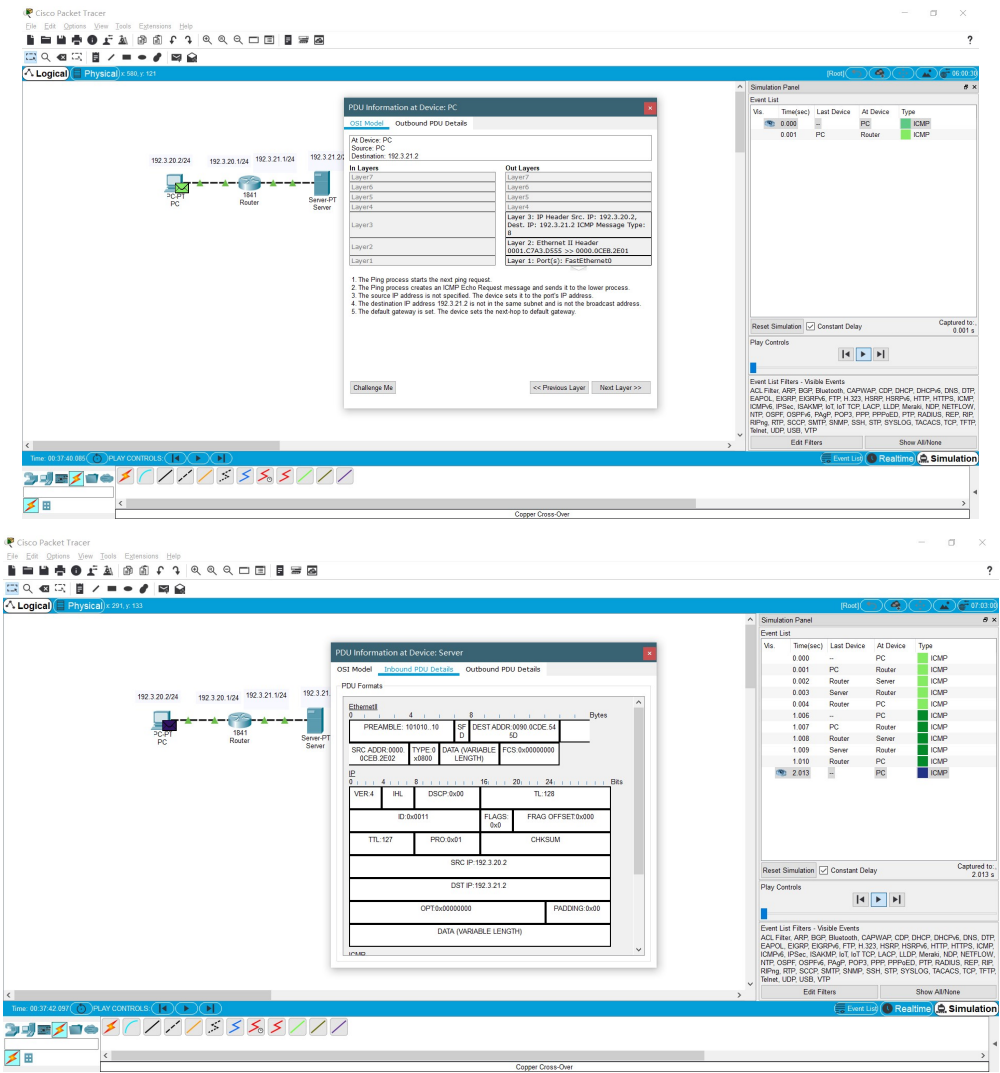 Cisco Packet Tracer
File Edit Options View Tools Extensions Help
?
Logical Physical x: 580, y: 121
[Root] 06:00:30
192.3.20.2/24 192.3.20.1/24 192.3.21.1/24 192.3.21.2/2
PC-PT
PC
1841
Router
Server-PT
Server
PDU Information at Device: PC
OSI Model Outbound PDU Details
At Device: PC
Source: PC
Destination: 192.3.21.2
In Layers
Layer7
Layer6
Layer5
Layer4
Layer3
Layer2
Layer1
Out Layers
Layer7
Layer6
Layer5
Layer4
Layer 3: IP Header Src. IP: 192.3.20.2,
Dest. IP: 192.3.21.2 ICMP Message Type:
8
Layer 2: Ethernet II Header
0001.C7A3.D555 >> 0000.0CEB.2E01
Layer 1: Port(s): FastEthernet0
1. The Ping process starts the next ping request.
2. The Ping process creates an ICMP Echo Request message and sends it to the lower process.
3. The source IP address is not specified. The device sets it to the port's IP address.
4. The destination IP address 192.3.21.2 is not in the same subnet and is not the broadcast address.
5. The default gateway is set. The device sets the next-hop to default gateway.
Challenge Me << Previous Layer Next Layer >>
Simulation Panel
Event List
Vis. Time(sec) Last Device At Device Type
0.000 -- PC ICMP
0.001 PC Router ICMP
Reset Simulation Constant Delay Captured to:
0.001 s
Play Controls
Event List Filters - Visible Events
ACL Filter, ARP, BGP, Bluetooth, CAPWAP, CDP, DHCP, DHCPv6, DNS, DTP,
EAPOL, EIGRP, EIGRPv6, FTP, H.323, HSRP, HSRPv6, HTTP, HTTPS, ICMP,
ICMPv6, IPSec, ISAKMP, IoT, IoT TCP, LACP, LLDP, Meraki, NDP, NETFLOW,
NTP, OSPF, OSPFv6, PAgP, POP3, PPP, PPPoED, PTP, RADIUS, REP, RIP,
RIPng, RTP, SCCP, SMTP, SNMP, SSH, STP, SYSLOG, TACACS, TCP, TFTP,
Telnet, UDP, USB, VTP
Edit Filters Show All/None
Time: 00:37:40.085 PLAY CONTROLS: Event List Realtime Simulation
Copper Cross-Over
Cisco Packet Tracer
File Edit Options View Tools Extensions Help
?
Logical Physical x: 291, y: 133
[Root] 07:03:00
192.3.20.2/24 192.3.20.1/24 192.3.21.1/24 192.3.21.
PC-PT
PC
1841
Router
Server-PT
Server
PDU Information at Device: Server
OSI Model Inbound PDU Details Outbound PDU Details
PDU Formats
EthernetII
0 4 8 Bytes
PREAMBLE: 101010..10 SF
D DEST ADDR:0090.0CDE.54
5D
SRC ADDR:0000.
0CEB.2E02 TYPE:0
x0800 DATA (VARIABLE
LENGTH) FCS:0x00000000
IP
0 4 8 16 20 24 Bits
VER:4 IHL DSCP:0x00 TL:128
ID:0x0011 FLAGS:
0x0 FRAG OFFSET:0x000
TTL:127 PRO:0x01 CHKSUM
SRC IP:192.3.20.2
DST IP:192.3.21.2
OPT:0x00000000 PADDING:0x00
DATA (VARIABLE LENGTH)
ICMP
Simulation Panel
Event List
Vis. Time(sec) Last Device At Device Type
0.000 -- PC ICMP
0.001 PC Router ICMP
0.002 Router Server ICMP
0.003 Server Router ICMP
0.004 Router PC ICMP
1.006 -- PC ICMP
1.007 PC Router ICMP
1.008 Router Server ICMP
1.009 Server Router ICMP
1.010 Router PC ICMP
2.013 -- PC ICMP
Reset Simulation Constant Delay Captured to:
2.013 s
Play Controls
Event List Filters - Visible Events
ACL Filter, ARP, BGP, Bluetooth, CAPWAP, CDP, DHCP, DHCPv6, DNS, DTP,
EAPOL, EIGRP, EIGRPv6, FTP, H.323, HSRP, HSRPv6, HTTP, HTTPS, ICMP,
ICMPv6, IPSec, ISAKMP, IoT, IoT TCP, LACP, LLDP, Meraki, NDP, NETFLOW,
NTP, OSPF, OSPFv6, PAgP, POP3, PPP, PPPoED, PTP, RADIUS, REP, RIP,
RIPng, RTP, SCCP, SMTP, SNMP, SSH, STP, SYSLOG, TACACS, TCP, TFTP,
Telnet, UDP, USB, VTP
Edit Filters Show All/None
Time: 00:37:42.097 PLAY CONTROLS: Event List Realtime Simulation
Copper Cross-Over